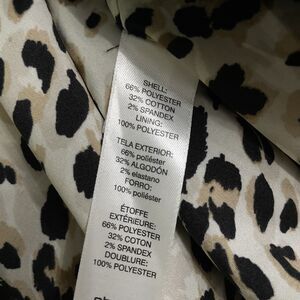 SHELL:
66% POLYESTER
32% COTTON
2% SPANDEX
LINING:
100% POLYESTER
TELA EXTERIOR:
66% poliéster
32% ALGODÓN
2% elastano
FORRO:
100% poliéster
ÉTOFFE
EXTÉRIEURE:
66% POLYESTER
32% COTON
2% SPANDEX
DOUBLURE:
100% POLYESTER